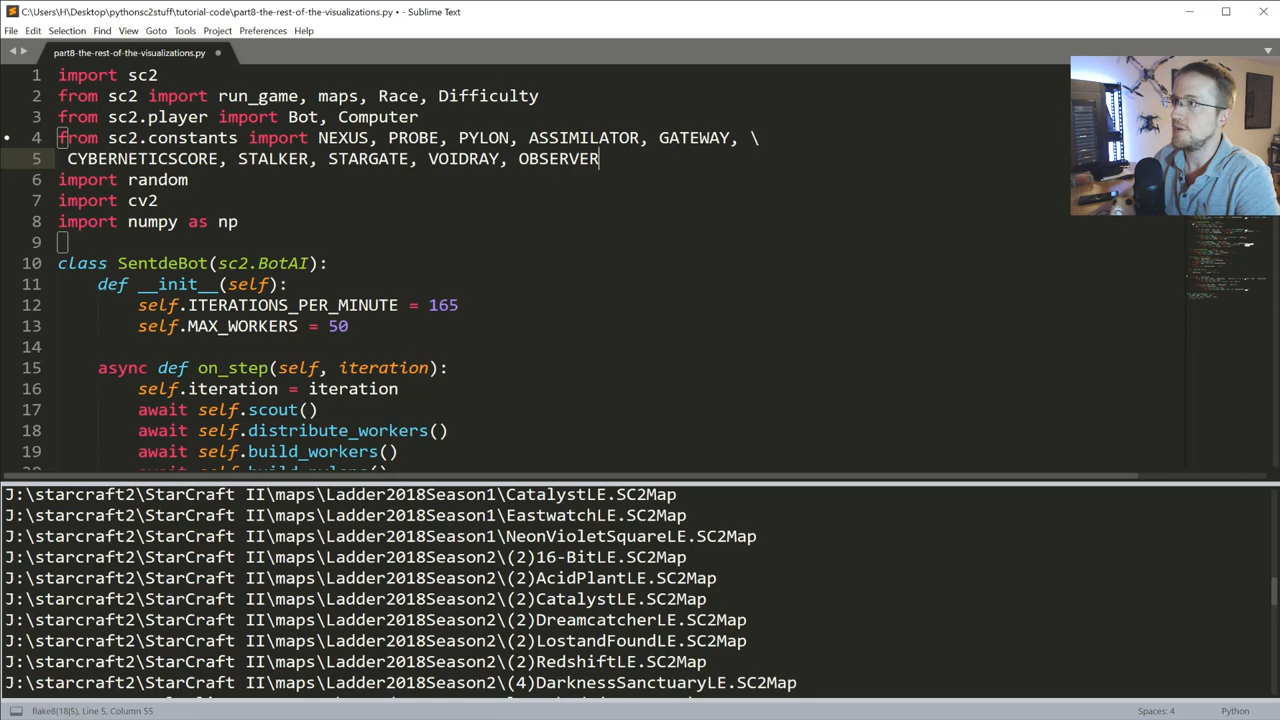 C:\Users\H\Desktop\pythonsc2stuff\tutorial-code\part8-the-rest-of-the-visualizations.py • - Sublime Text
File Edit Selection Find View Goto Tools Project Preferences Help
part8-the-rest-of-the-visualizations.py
1 import sc2
2 from sc2 import run_game, maps, Race, Difficulty
3 from sc2.player import Bot, Computer
4 from sc2.constants import NEXUS, PROBE, PYLON, ASSIMILATOR, GATEWAY, \
5 CYBERNETICSCORE, STALKER, STARGATE, VOIDRAY, OBSERVER
6 import random
7 import cv2
8 import numpy as np
9
10 class SentdeBot(sc2.BotAI):
11 def __init__(self):
12 self.ITERATIONS_PER_MINUTE = 165
13 self.MAX_WORKERS = 50
14
15 async def on_step(self, iteration):
16 self.iteration = iteration
17 await self.scout()
18 await self.distribute_workers()
19 await self.build_workers()
20 await self.build_pylons()
J:\starcraft2\StarCraft II\maps\Ladder2018Season1\CatalystLE.SC2Map
J:\starcraft2\StarCraft II\maps\Ladder2018Season1\EastwatchLE.SC2Map
J:\starcraft2\StarCraft II\maps\Ladder2018Season1\NeonVioletSquareLE.SC2Map
J:\starcraft2\StarCraft II\maps\Ladder2018Season2\(2)16-BitLE.SC2Map
J:\starcraft2\StarCraft II\maps\Ladder2018Season2\(2)AcidPlantLE.SC2Map
J:\starcraft2\StarCraft II\maps\Ladder2018Season2\(2)CatalystLE.SC2Map
J:\starcraft2\StarCraft II\maps\Ladder2018Season2\(2)DreamcatcherLE.SC2Map
J:\starcraft2\StarCraft II\maps\Ladder2018Season2\(2)LostandFoundLE.SC2Map
J:\starcraft2\StarCraft II\maps\Ladder2018Season2\(2)RedshiftLE.SC2Map
J:\starcraft2\StarCraft II\maps\Ladder2018Season2\(4)DarknessSanctuaryLE.SC2Map
flake8(18|5), Line 5, Column 55 Spaces: 4 Python